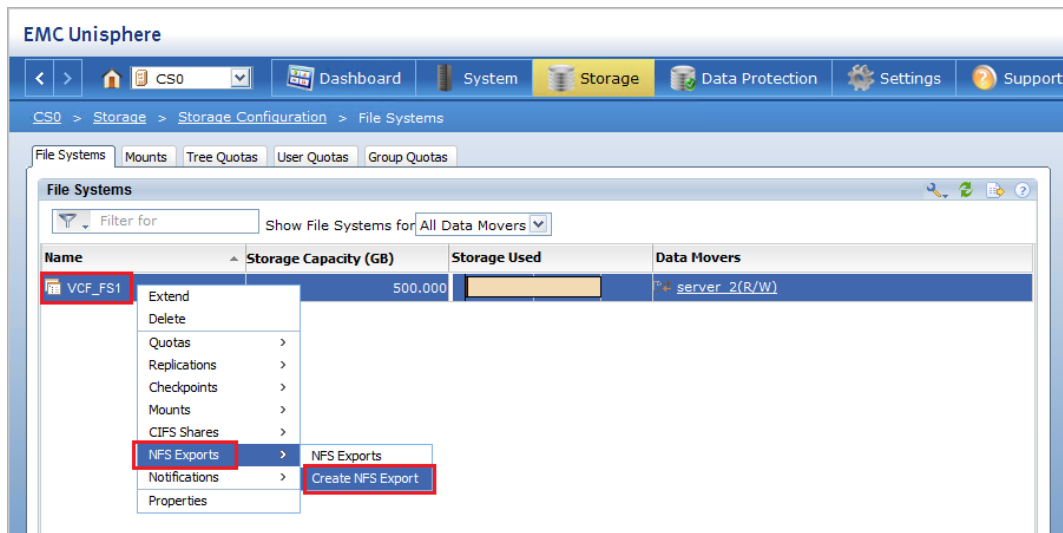 EMC Unisphere
< > CS0 Dashboard System Storage Data Protection Settings Support
CS0 > Storage > Storage Configuration > File Systems
File Systems Mounts Tree Quotas User Quotas Group Quotas
File Systems
Filter for Show File Systems for All Data Movers
Name Storage Capacity (GB) Storage Used Data Movers
VCF_FS1 500.000 server_2(R/W)
Extend
Delete
Quotas >
Replications >
Checkpoints >
Mounts >
CIFS Shares >
NFS Exports > NFS Exports
Notifications > Create NFS Export
Properties